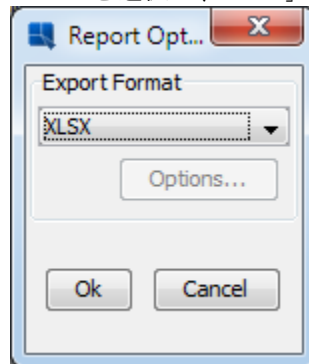 Report Opt...
Export Format
XLSX
Options...
Ok
Cancel